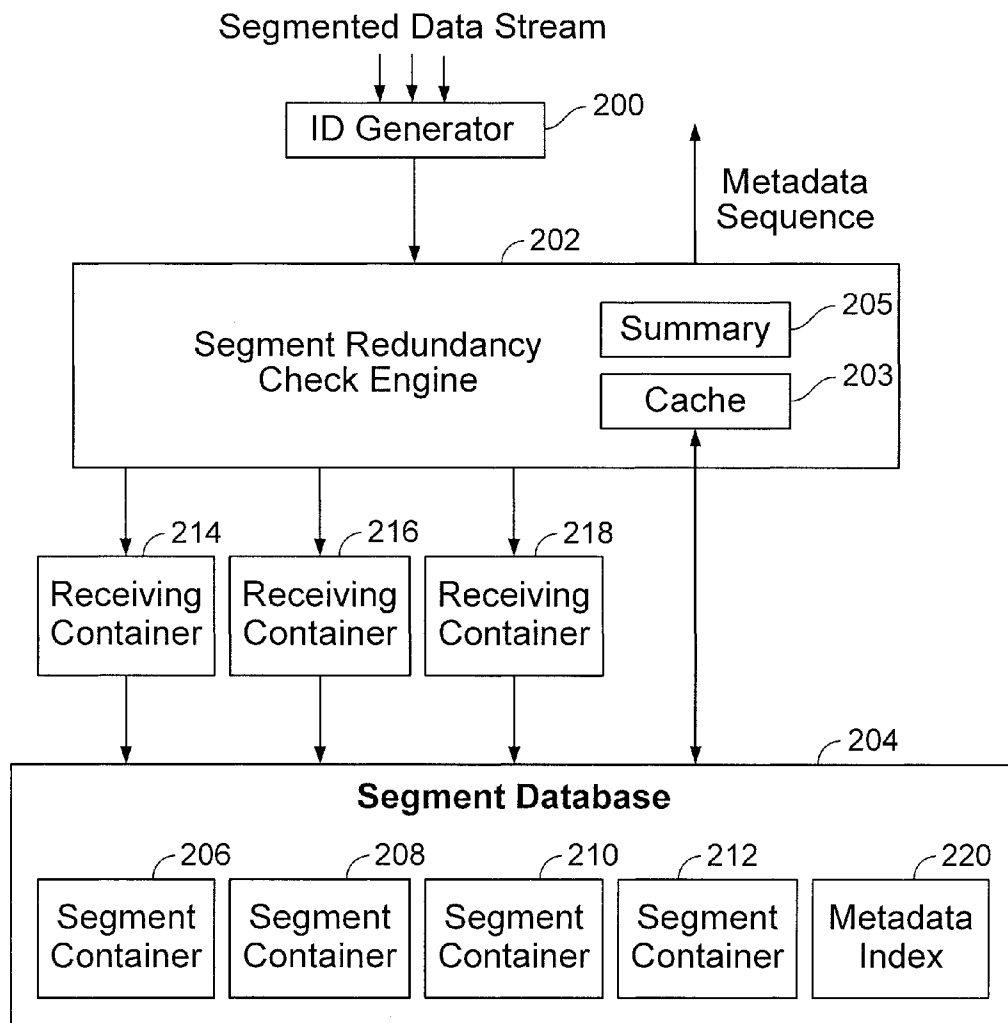 Segmented Data Stream
ID Generator
200
Metadata
Sequence
202
Segment Redundancy
Check Engine
Summary
205
Cache
203
214
216
218
Receiving
Container
Receiving
Container
Receiving
Container
204
Segment Database
206
208
210
212
220
Segment
Container
Segment
Container
Segment
Container
Segment
Container
Metadata
Index